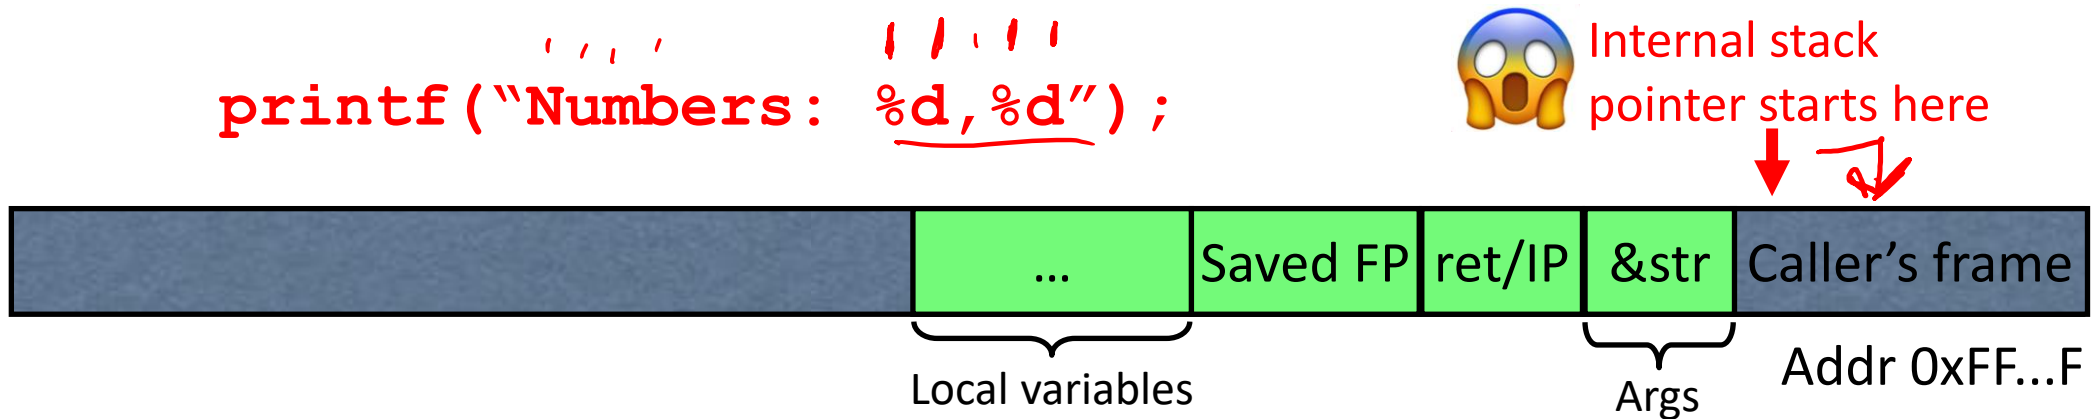 Internal stack
printf(“Numbers: %d,%d”);
pointer starts here
… Saved FP ret/IP &str Caller's frame
Addr 0xFF...F
Local variables
Args